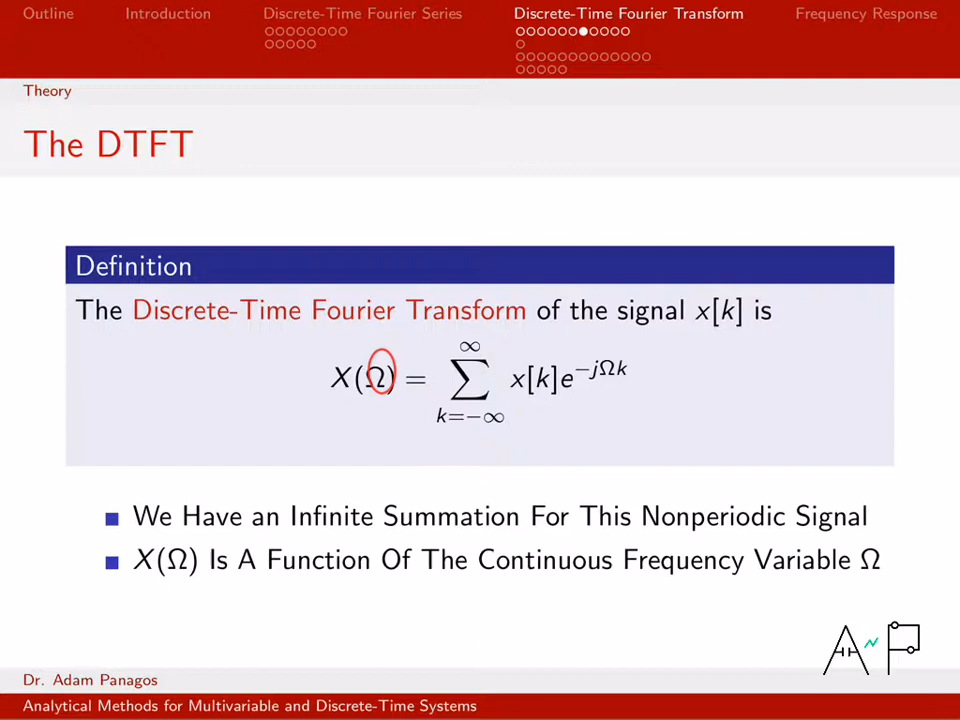 Outline Introduction Discrete-Time Fourier Series Discrete-Time Fourier Transform Frequency Response
Theory
The DTFT
Definition
The Discrete-Time Fourier Transform of the signal x[k] is
X(Ω) = ∑_{k=−∞}^{∞} x[k]e^{−jΩk}
We Have an Infinite Summation For This Nonperiodic Signal
X(Ω) Is A Function Of The Continuous Frequency Variable Ω
AP
Dr. Adam Panagos
Analytical Methods for Multivariable and Discrete-Time Systems